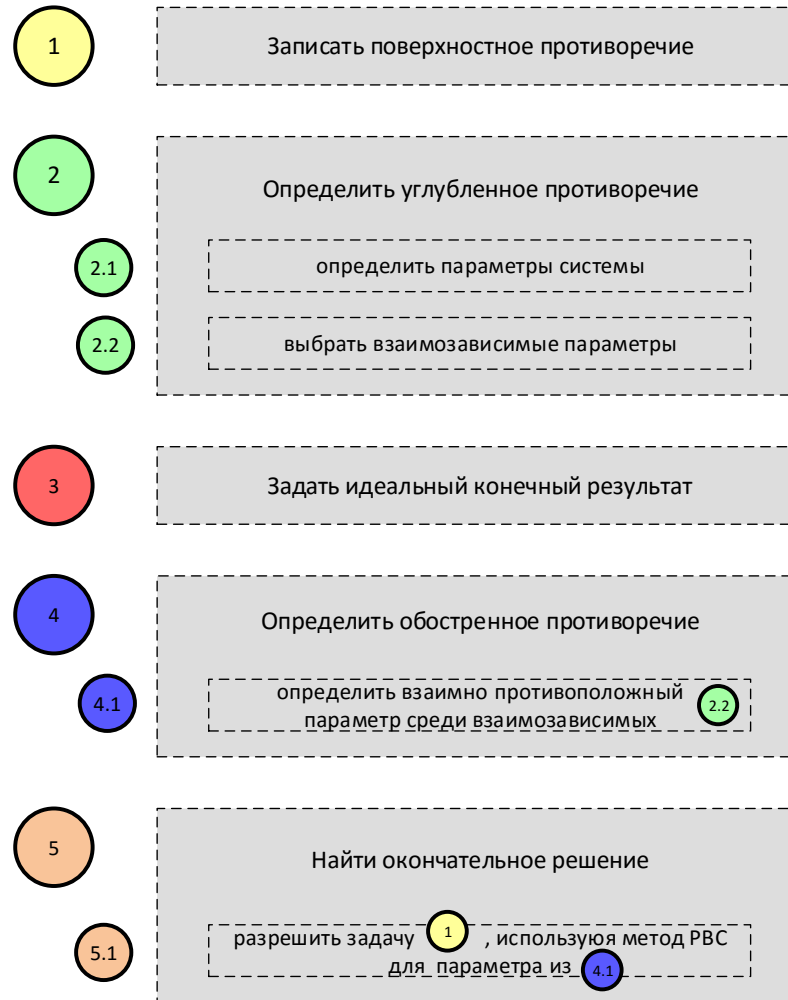 1
Записать поверхностное противоречие
2
Определить углубленное противоречие
2.1
определить параметры системы
2.2
выбрать взаимозависимые параметры
3
Задать идеальный конечный результат
4
Определить обостренное противоречие
4.1
определить взаимно противоположный
параметр среди взаимозависимых 2.2
5
Найти окончательное решение
5.1
разрешить задачу 1 , используюя метод РВС
для параметра из 4.1